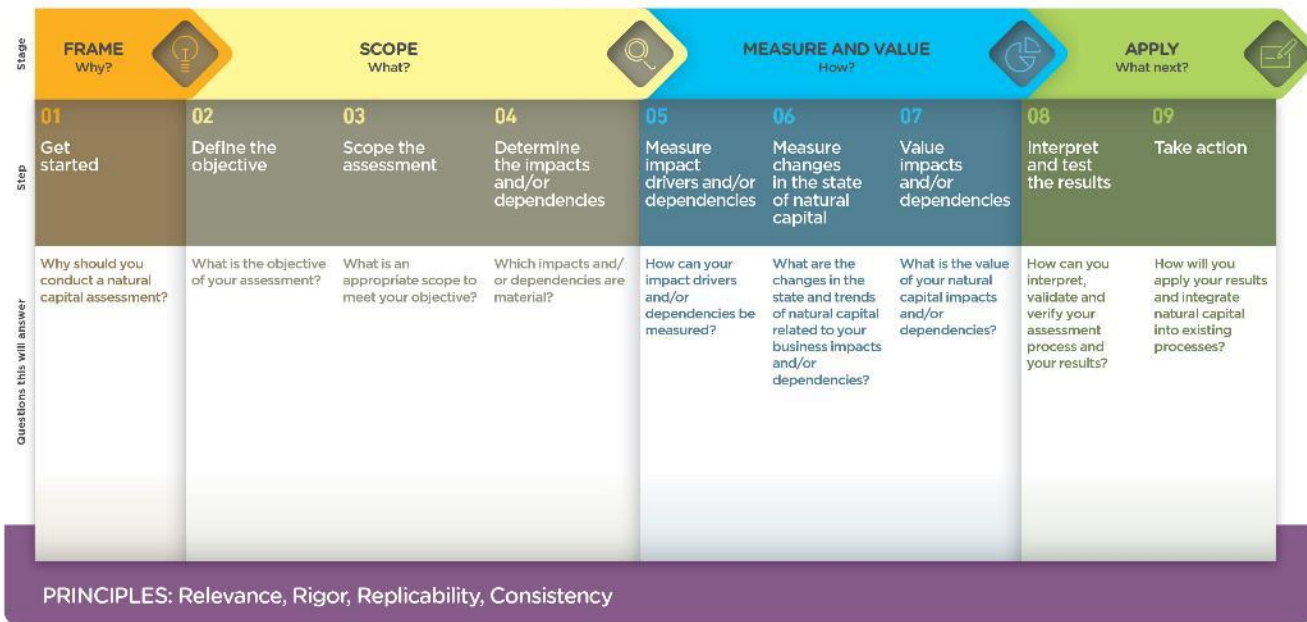 Stage
FRAME
Why?
SCOPE
What?
MEASURE AND VALUE
How?
APPLY
What next?
Step
01
Get
started
02
Define the
objective
03
Scope the
assessment
04
Determine
the impacts
and/or
dependencies
05
Measure
impact
drivers and/or
dependencies
06
Measure
changes
in the state
of natural
capital
07
Value
impacts
and/or
dependencies
08
Interpret
and test
the results
09
Take action
Questions this will answer
Why should you
conduct a natural
capital assessment?
What is the objective
of your assessment?
What is an
appropriate scope to
meet your objective?
Which impacts and/
or dependencies are
material?
How can your
impact drivers
and/or
dependencies be
measured?
What are the
changes in the
state and trends
of natural capital
related to your
business impacts
and/or
dependencies?
What is the value
of your natural
capital impacts
and/or
dependencies?
How can you
interpret,
validate and
verify your
assessment
process and
your results?
How will you
apply your results
and integrate
natural capital
into existing
processes?
PRINCIPLES: Relevance, Rigor, Replicability, Consistency